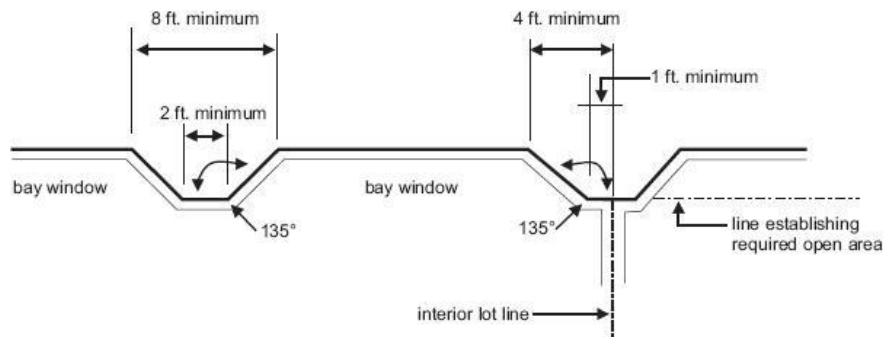 8 ft. minimum
4 ft. minimum
1 ft. minimum
2 ft. minimum
bay window
bay window
135°
135°
line establishing
required open area
interior lot line